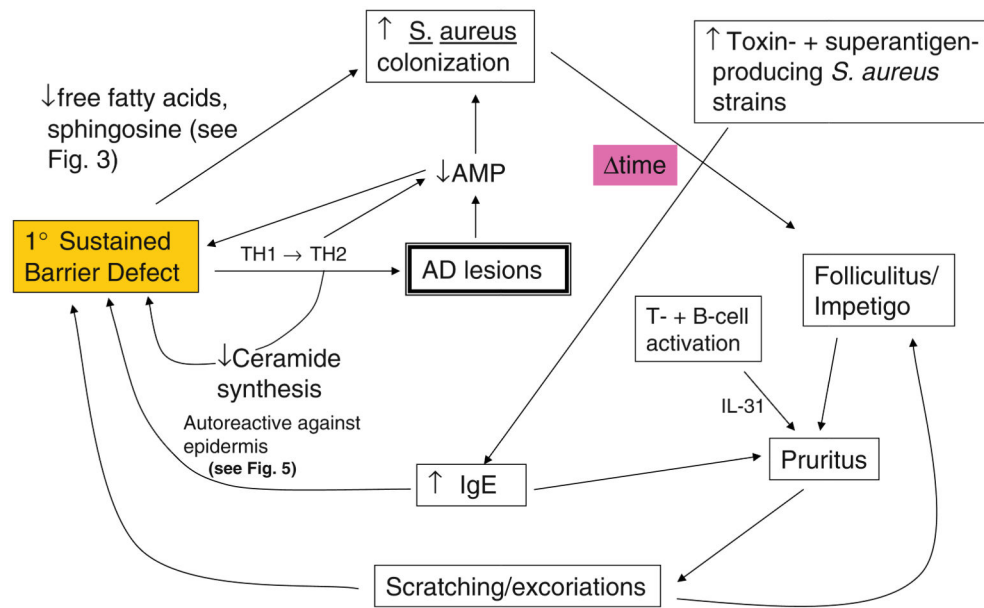 ↑ S. aureus
colonization
↑ Toxin- + superantigen-
producing S. aureus
strains
↓free fatty acids,
sphingosine (see
Fig. 3)
Δtime
↓AMP
1° Sustained
Barrier Defect
TH1 → TH2
AD lesions
Folliculitus/
Impetigo
T- + B-cell
activation
↓Ceramide
synthesis
IL-31
Autoreactive against
epidermis
(see Fig. 5)
Pruritus
↑ IgE
Scratching/excoriations